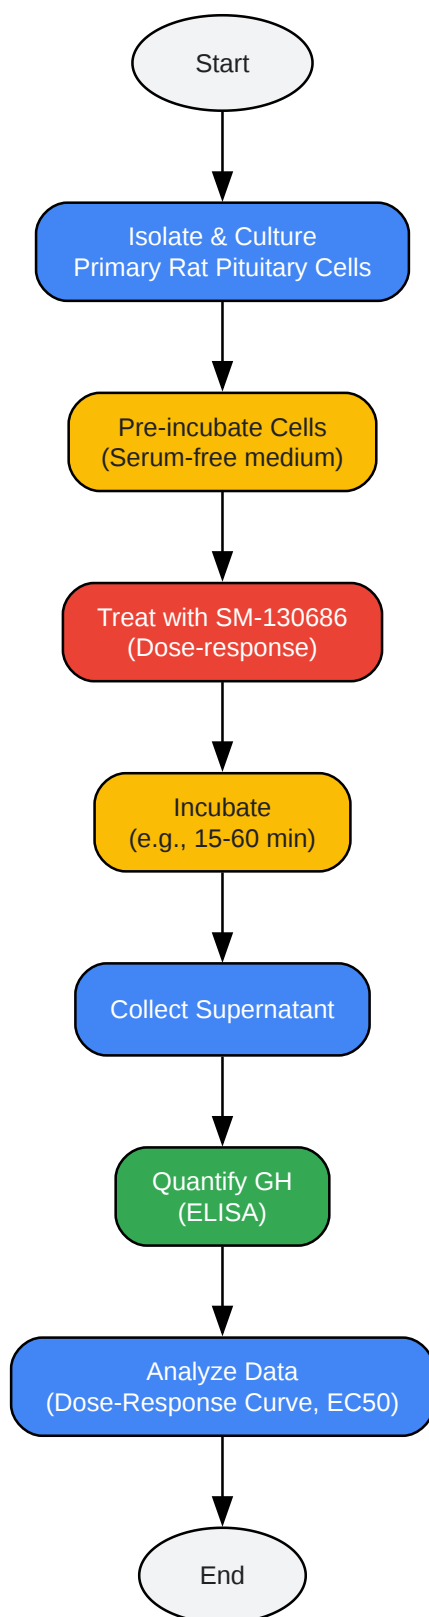 Start
Isolate & Culture
Primary Rat Pituitary Cells
Pre-incubate Cells
(Serum-free medium)
Treat with SM-130686
(Dose-response)
Incubate
(e.g., 15-60 min)
Collect Supernatant
Quantify GH
(ELISA)
Analyze Data
(Dose-Response Curve, EC50)
End